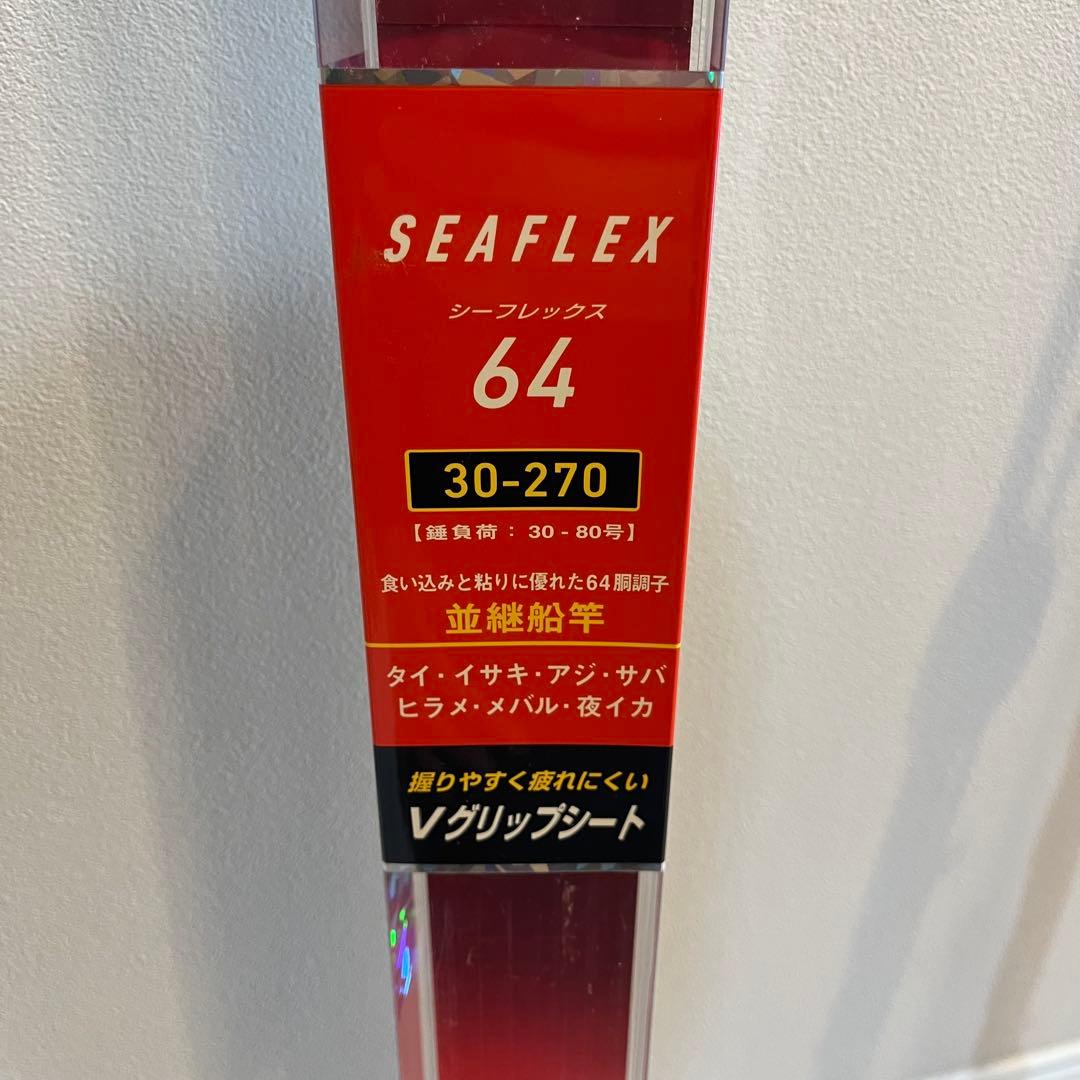 SEAFLEX
シーフレックス
64
30-270
【錘負荷：30-80号】
食い込みと粘りに優れた64胴調子
並継船竿
タイ・イサキ・アジ・サバ
ヒラメ・メバル・夜イカ
握りやすく疲れにくい
Vグリップシート